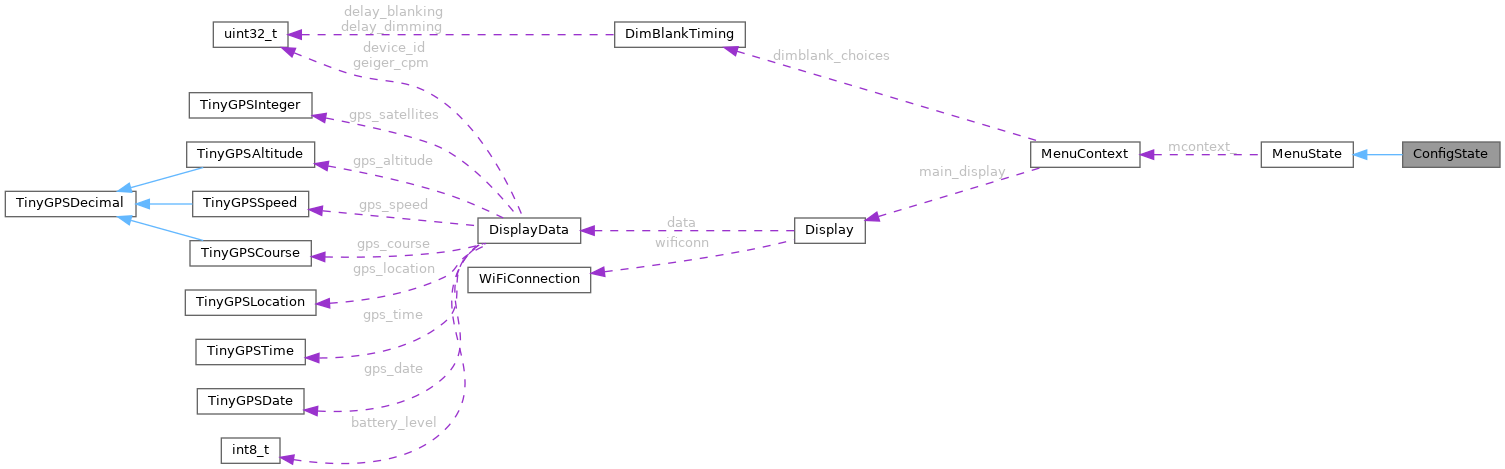 delay_blanking
delay_dimming
uint32_t
DimBlankTiming
device_id
geiger_cpm
dimblank_choices
TinyGPSInteger
gps_satellites
TinyGPSAltitude
gps_altitude
MenuContext
mcontext_
MenuState
ConfigState
main_display
TinyGPSDecimal
TinyGPSSpeed
gps_speed
DisplayData
data
Display
wificonn
TinyGPSCourse
gps_course
gps_location
WiFiConnection
TinyGPSLocation
gps_time
TinyGPSTime
gps_date
TinyGPSDate
battery_level
int8_t